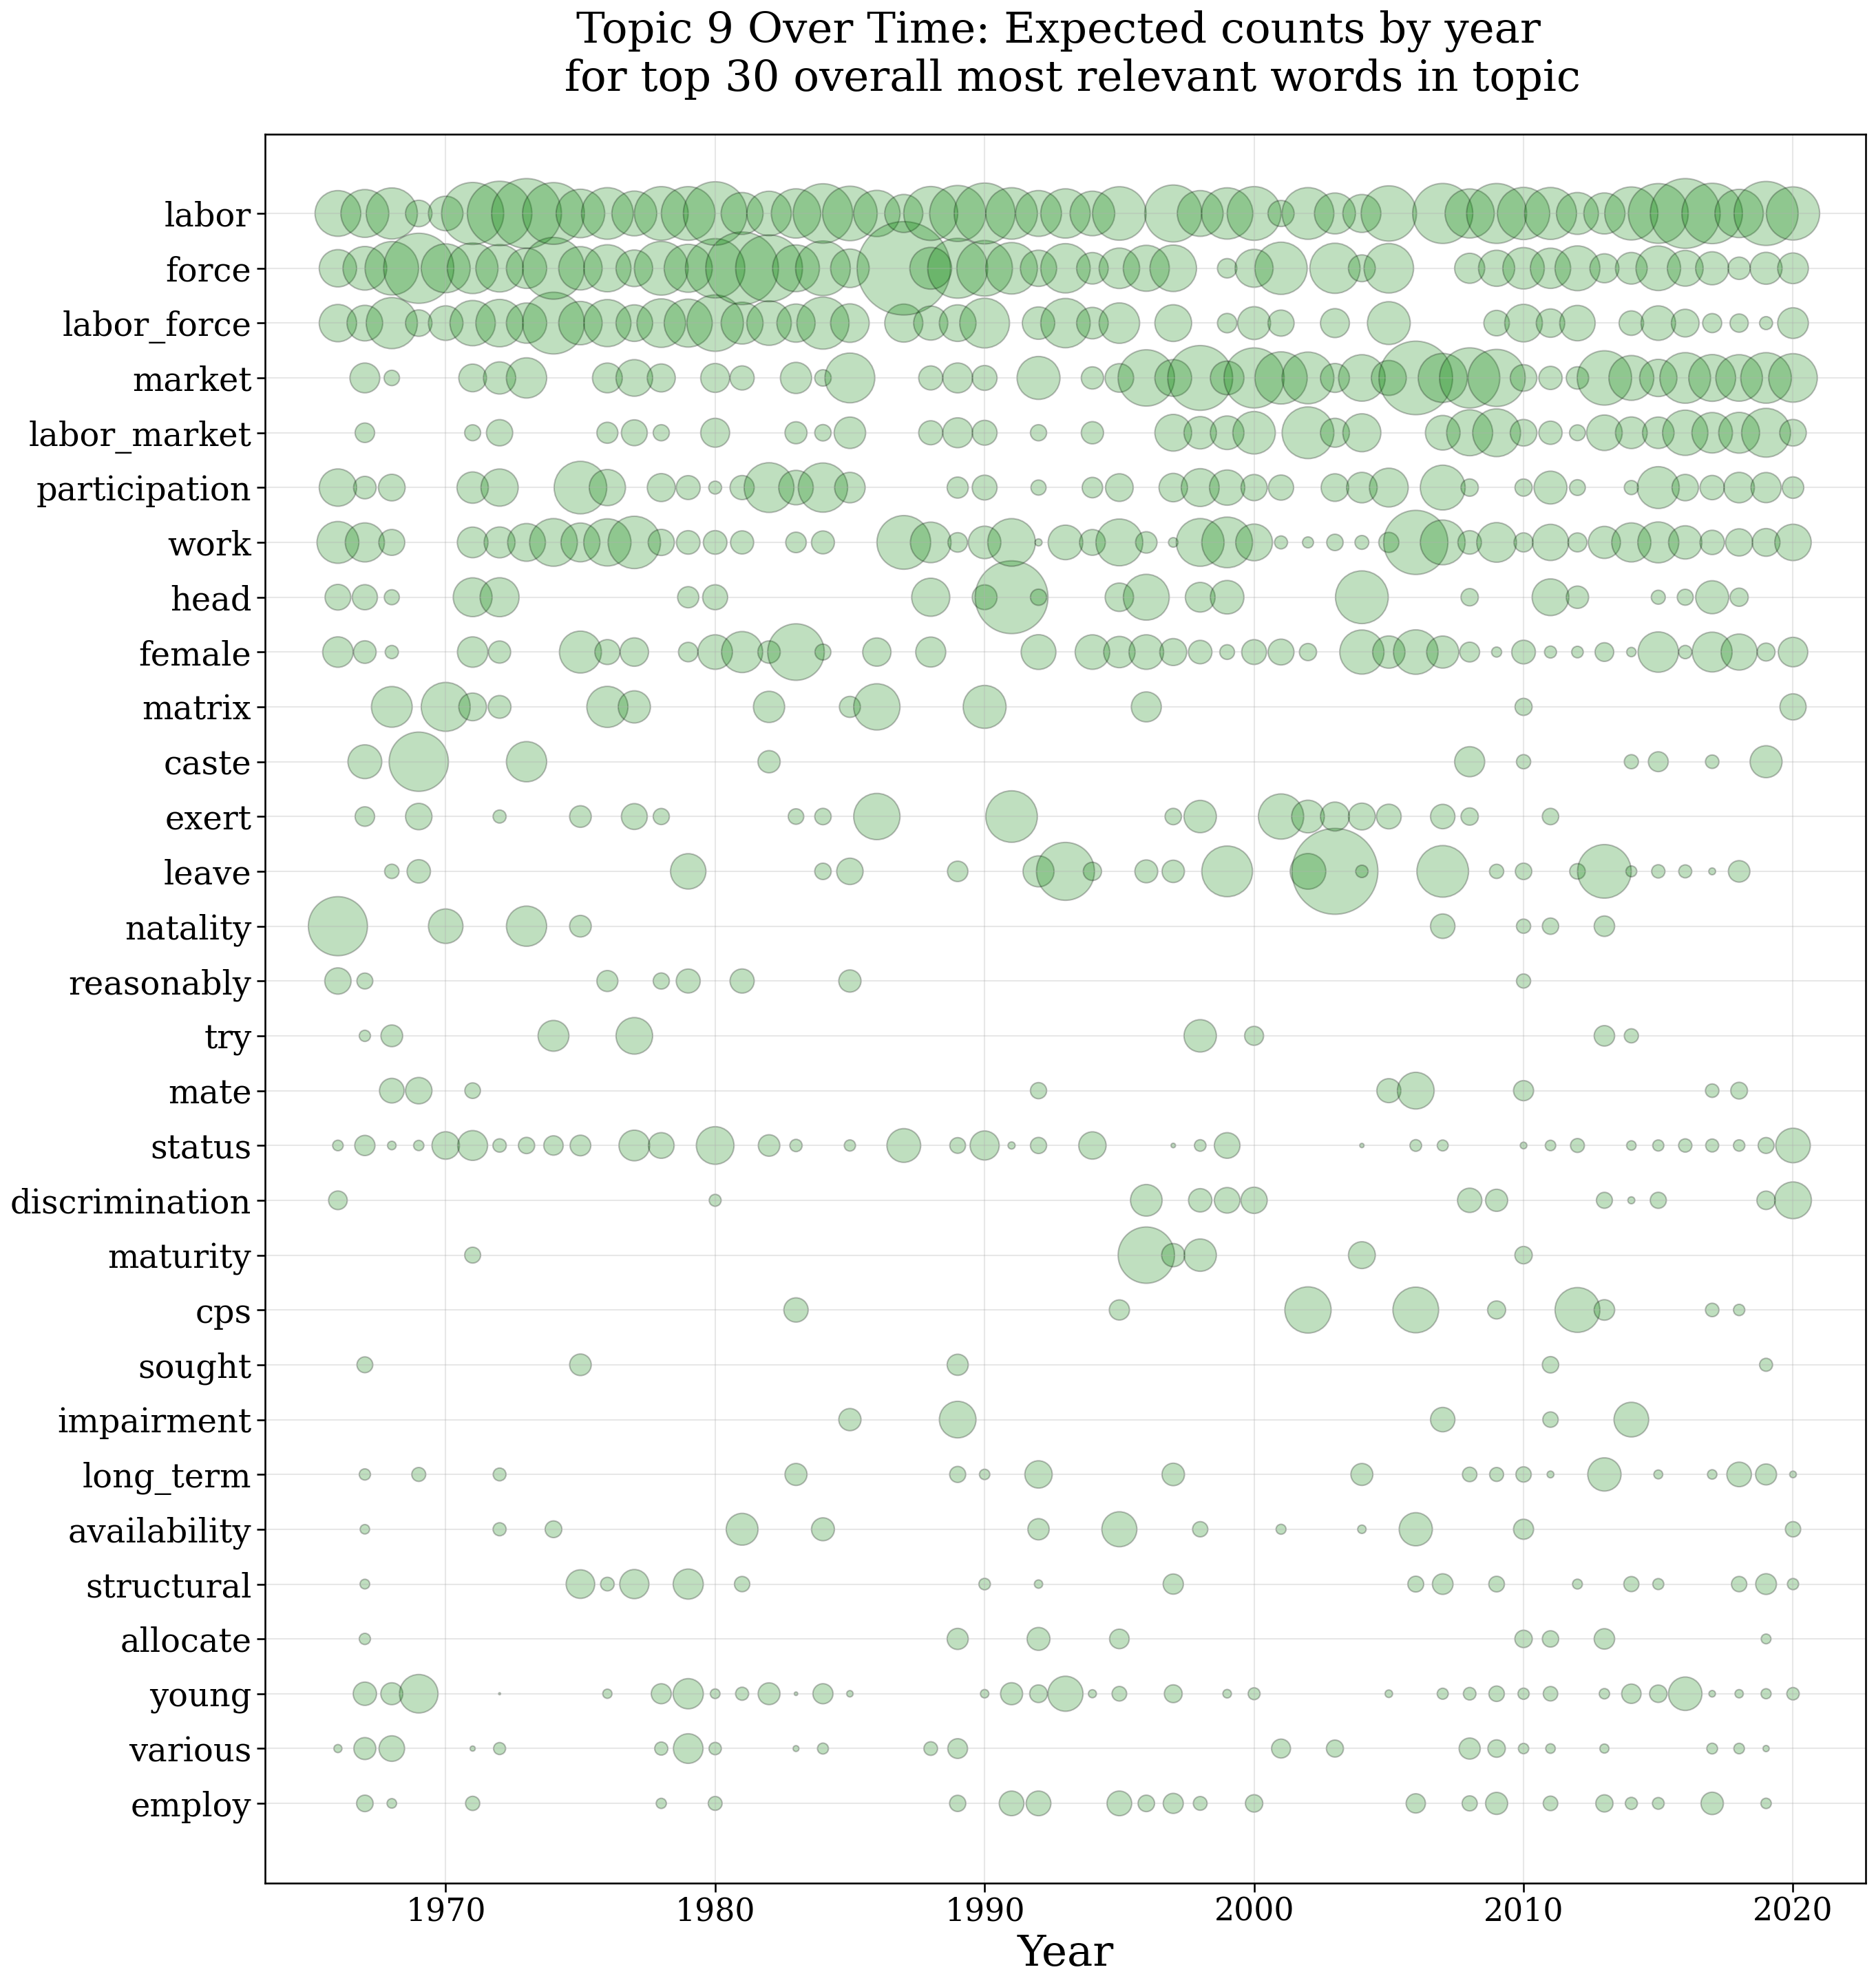 Topic 9 Over Time: Expected counts by year
for top 30 overall most relevant words in topic
labor
force
labor_force
market
labor_market
participation
work
head
female
matrix
caste
exert
leave
natality
reasonably
try
mate
status
discrimination
maturity
cps
sought
impairment
long_term
availability
structural
allocate
young
various
employ
1970 1980 1990 2000 2010 2020
Year